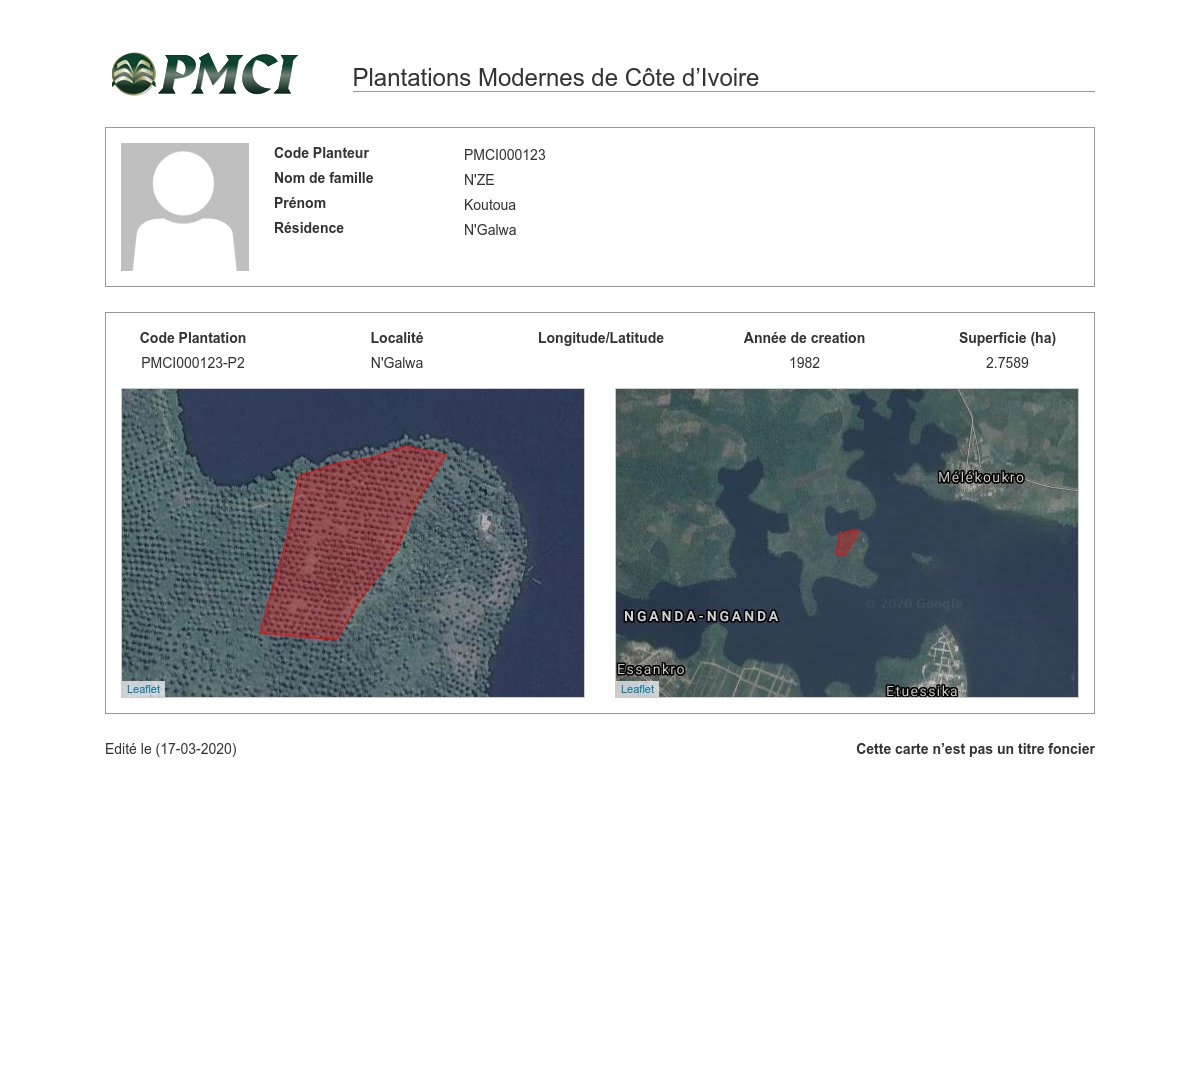 PMCI
Plantations Modernes de Côte d’Ivoire
Code Planteur PMCI000123
Nom de famille N'ZE
Prénom Koutoua
Résidence N'Galwa
Code Plantation Localité Longitude/Latitude Année de creation Superficie (ha)
PMCI000123-P2 N'Galwa 1982 2.7589
Mélékoukro
© 2020 Google
NGANDA-NGANDA
Essankro
Etuessika
Leaflet
Leaflet
Edité le (17-03-2020)
Cette carte n’est pas un titre foncier